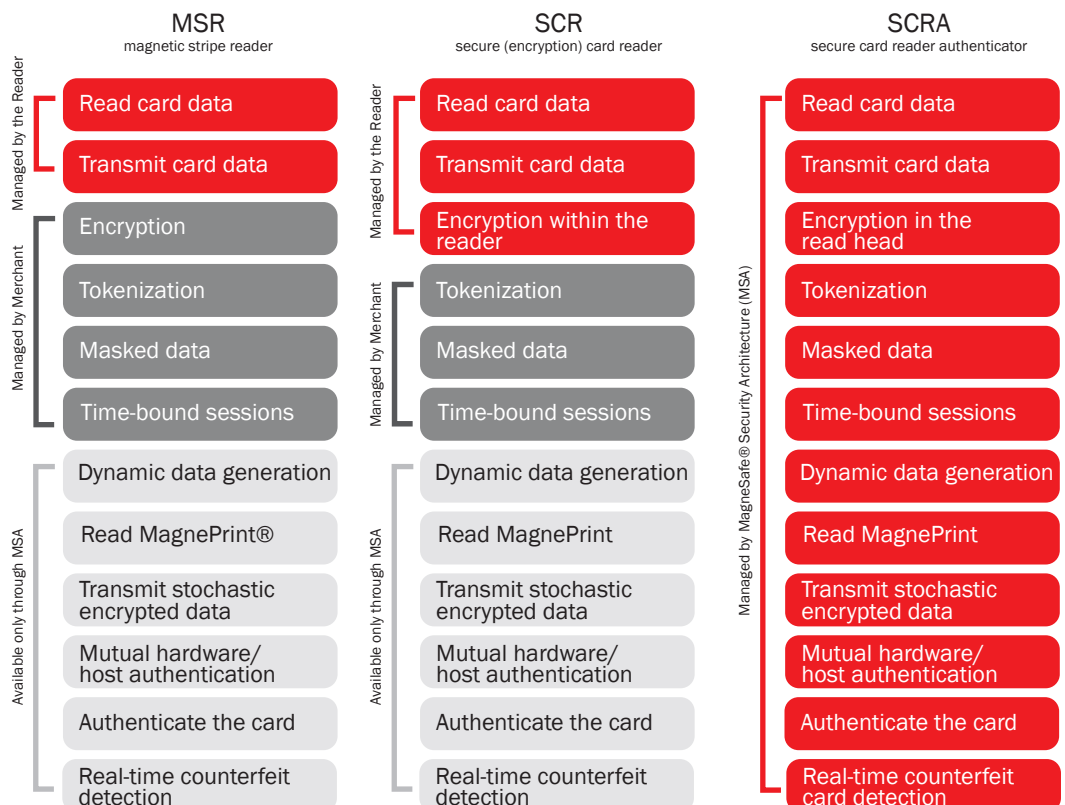 MSR
magnetic stripe reader
Managed by the Reader
Read card data
Transmit card data
Managed by Merchant
Encryption
Tokenization
Masked data
Time-bound sessions
Available only through MSA
Dynamic data generation
Read MagnePrint®
Transmit stochastic
encrypted data
Mutual hardware/
host authentication
Authenticate the card
Real-time counterfeit
detection
SCR
secure (encryption) card reader
Managed by the Reader
Read card data
Transmit card data
Encryption within the
reader
Managed by Merchant
Tokenization
Masked data
Time-bound sessions
Available only through MSA
Dynamic data generation
Read MagnePrint
Transmit stochastic
encrypted data
Mutual hardware/
host authentication
Authenticate the card
Real-time counterfeit
detection
SCRA
secure card reader authenticator
Managed by MagneSafe® Security Architecture (MSA)
Read card data
Transmit card data
Encryption in the
read head
Tokenization
Masked data
Time-bound sessions
Dynamic data generation
Read MagnePrint
Transmit stochastic
encrypted data
Mutual hardware/
host authentication
Authenticate the card
Real-time counterfeit
card detection